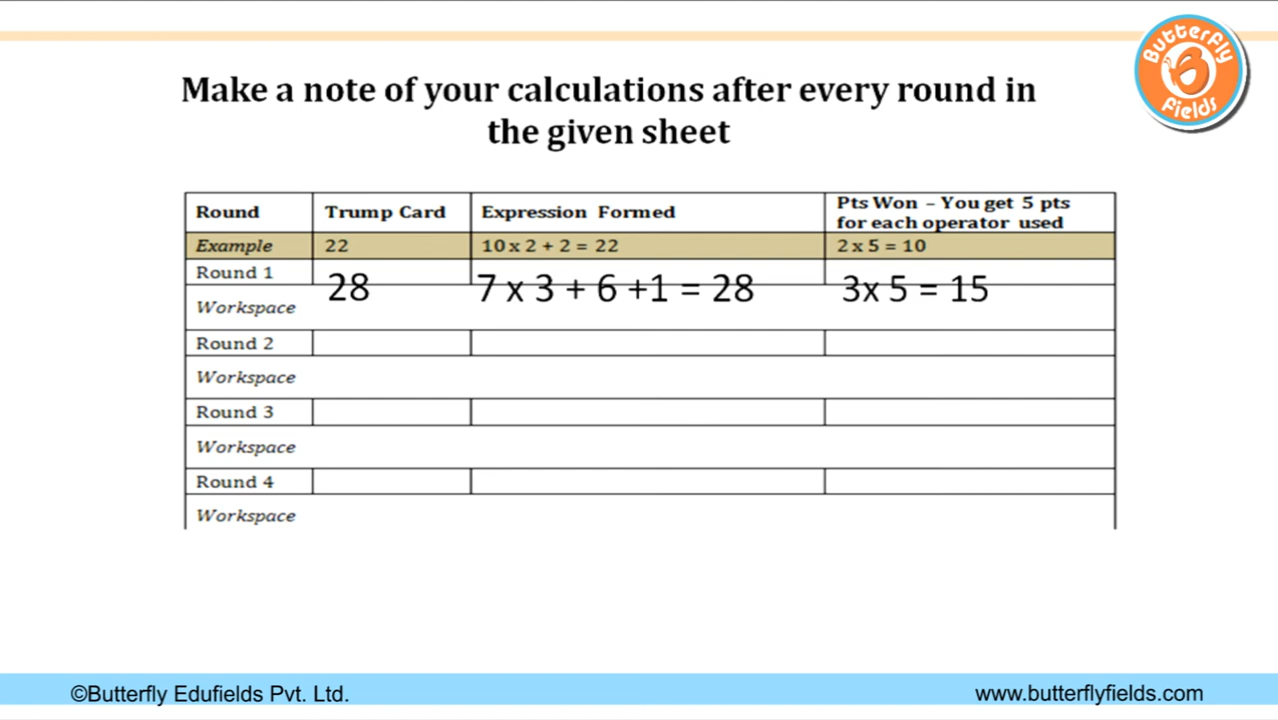 Butterfly
Fields
Make a note of your calculations after every round in
the given sheet
Round Trump Card Expression Formed Pts Won – You get 5 pts
for each operator used
Example 22 10 x 2 + 2 = 22 2 x 5 = 10
Round 1 28 7 x 3 + 6 +1 = 28 3x 5 = 15
Workspace
Round 2
Workspace
Round 3
Workspace
Round 4
Workspace
©Butterfly Edufields Pvt. Ltd. www.butterflyfields.com